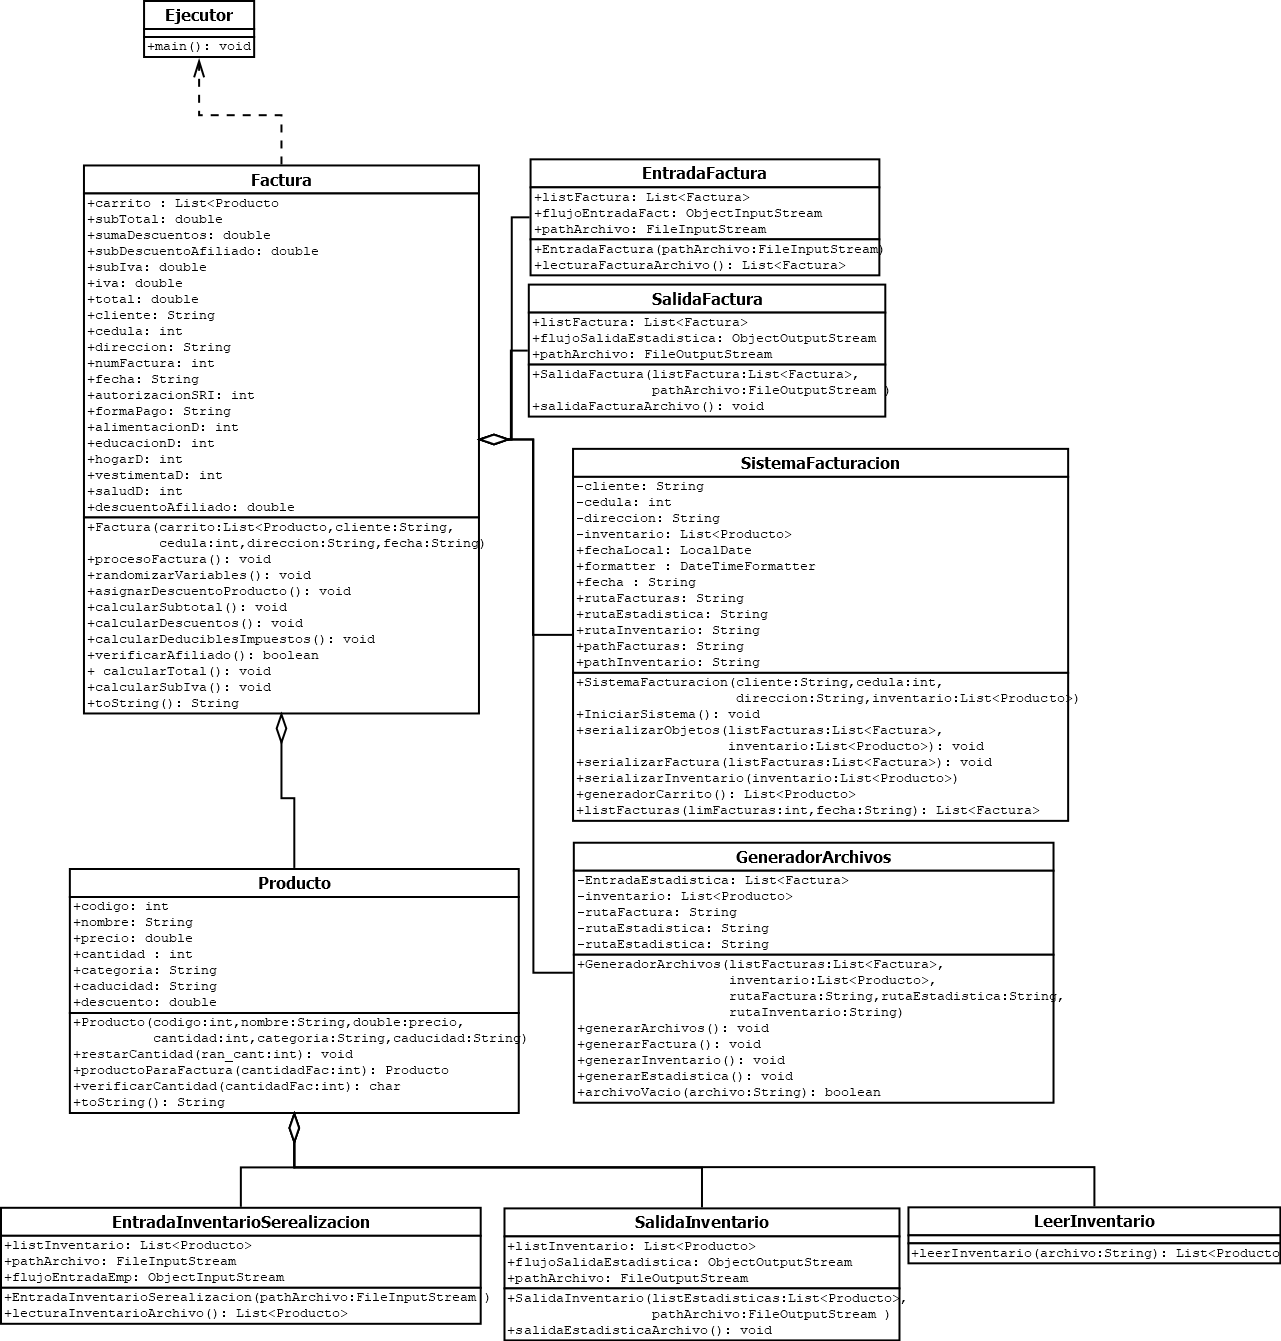 Ejecutor
+main(): void
Factura
+carrito : List<Producto
+subTotal: double
+sumaDescuentos: double
+subDescuentoAfiliado: double
+subIva: double
+iva: double
+total: double
+cliente: String
+cedula: int
+direccion: String
+numFactura: int
+fecha: String
+autorizacionSRI: int
+formaPago: String
+alimentacionD: int
+educacionD: int
+hogarD: int
+vestimentaD: int
+saludD: int
+descuentoAfiliado: double
+Factura(carrito:List<Producto,cliente:String,
cedula:int,direccion:String,fecha:String)
+procesoFactura(): void
+randomizarVariables(): void
+asignarDescuentoProducto(): void
+calcularSubtotal(): void
+calcularDescuentos(): void
+calcularDeduciblesImpuestos(): void
+verificarAfiliado(): boolean
+ calcularTotal(): void
+calcularSubIva(): void
+toString(): String
EntradaFactura
+listFactura: List<Factura>
+flujoEntradaFact: ObjectInputStream
+pathArchivo: FileInputStream
+EntradaFactura(pathArchivo:FileInputStream)
+lecturaFacturaArchivo(): List<Factura>
SalidaFactura
+listFactura: List<Factura>
+flujoSalidaEstadistica: ObjectOutputStream
+pathArchivo: FileOutputStream
+SalidaFactura(listFactura:List<Factura>,
pathArchivo:FileOutputStream )
+salidaFacturaArchivo(): void
SistemaFacturacion
-cliente: String
-cedula: int
-direccion: String
-inventario: List<Producto>
+fechaLocal: LocalDate
+formatter : DateTimeFormatter
+fecha : String
+rutaFacturas: String
+rutaEstadistica: String
+rutaInventario: String
+pathFacturas: String
+pathInventario: String
+SistemaFacturacion(cliente:String,cedula:int,
direccion:String,inventario:List<Producto>)
+IniciarSistema(): void
+serializarObjetos(listFacturas:List<Factura>,
inventario:List<Producto>): void
+serializarFactura(listFacturas:List<Factura>): void
+serializarInventario(inventario:List<Producto>)
+generadorCarrito(): List<Producto>
+listFacturas(limFacturas:int,fecha:String): List<Factura>
GeneradorArchivos
-EntradaEstadistica: List<Factura>
-inventario: List<Producto>
-rutaFactura: String
-rutaEstadistica: String
-rutaEstadistica: String
+GeneradorArchivos(listFacturas:List<Factura>,
inventario:List<Producto>,
rutaFactura:String,rutaEstadistica:String,
rutaInventario:String)
+generarArchivos(): void
+generarFactura(): void
+generarInventario(): void
+generarEstadistica(): void
+archivoVacio(archivo:String): boolean
Producto
+codigo: int
+nombre: String
+precio: double
+cantidad : int
+categoria: String
+caducidad: String
+descuento: double
+Producto(codigo:int,nombre:String,double:precio,
cantidad:int,categoria:String,caducidad:String)
+restarCantidad(ran_cant:int): void
+productoParaFactura(cantidadFac:int): Producto
+verificarCantidad(cantidadFac:int): char
+toString(): String
EntradaInventarioSerealizacion
+listInventario: List<Producto>
+pathArchivo: FileInputStream
+flujoEntradaEmp: ObjectInputStream
+EntradaInventarioSerealizacion(pathArchivo:FileInputStream )
+lecturaInventarioArchivo(): List<Producto>
SalidaInventario
+listInventario: List<Producto>
+flujoSalidaEstadistica: ObjectOutputStream
+pathArchivo: FileOutputStream
+SalidaInventario(listEstadisticas:List<Producto>,
pathArchivo:FileOutputStream )
+salidaEstadisticaArchivo(): void
LeerInventario
+leerInventario(archivo:String): List<Producto